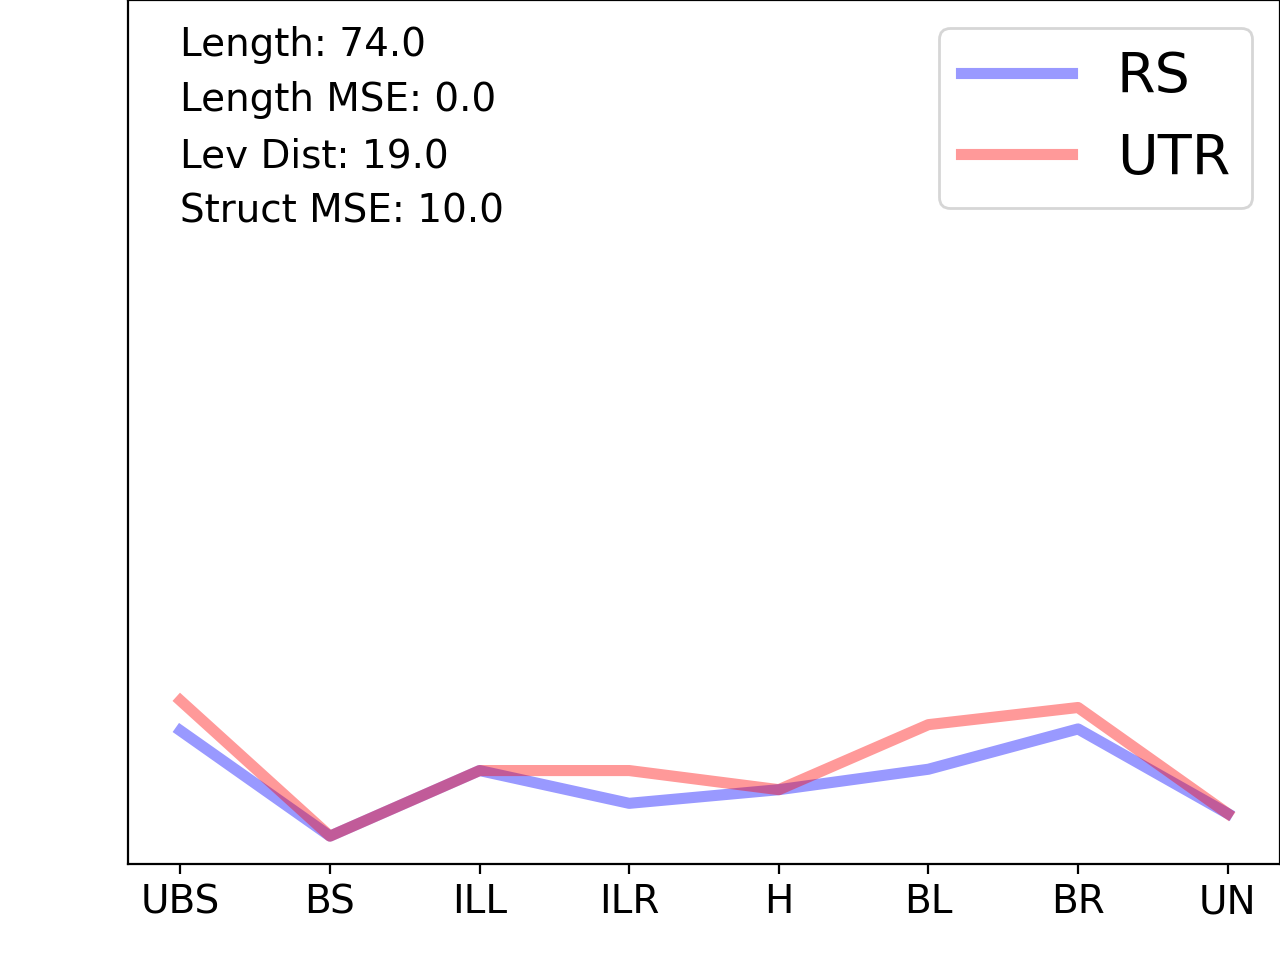 Length: 74.0
Length MSE: 0.0
Lev Dist: 19.0
Struct MSE: 10.0
RS
UTR
UBS BS ILL ILR H BL BR UN